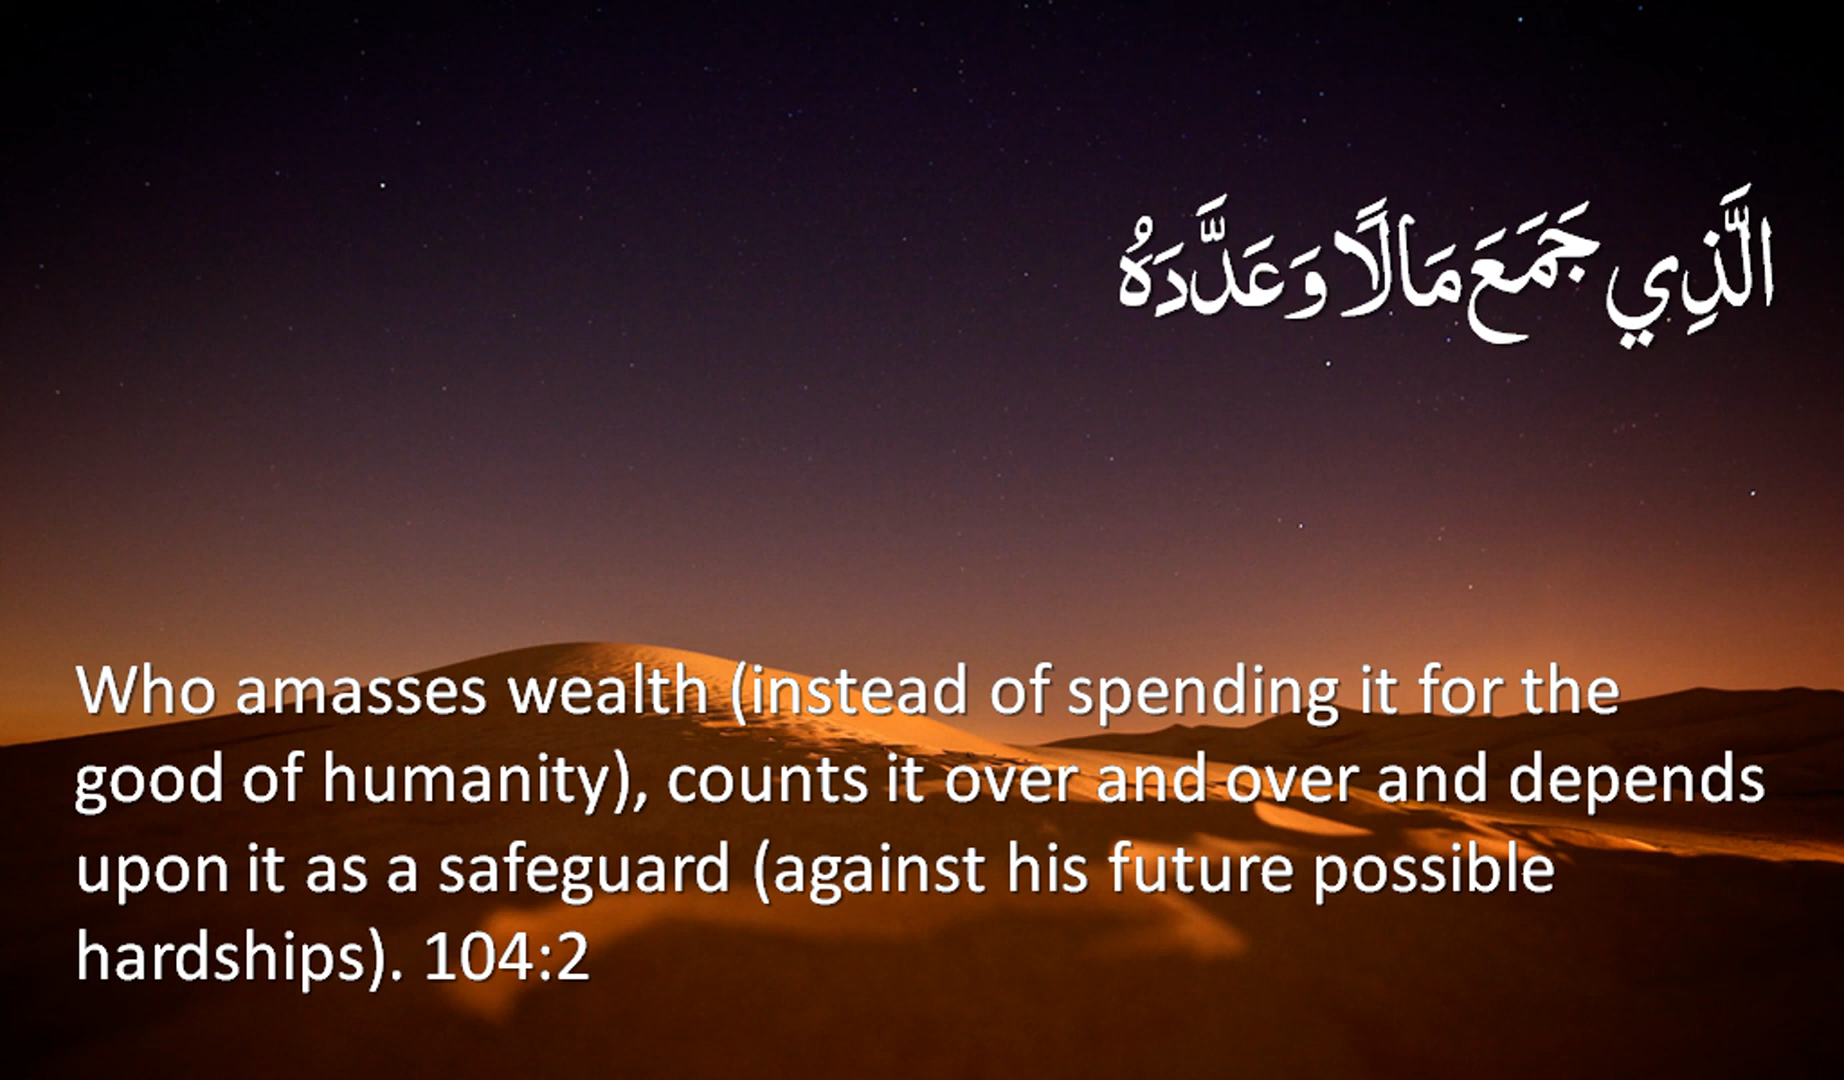 الَّذِي جَمَعَ مَالًا وَعَدَّدَهُ
Who amasses wealth (instead of spending it for the
good of humanity), counts it over and over and depends
upon it as a safeguard (against his future possible
hardships). 104:2